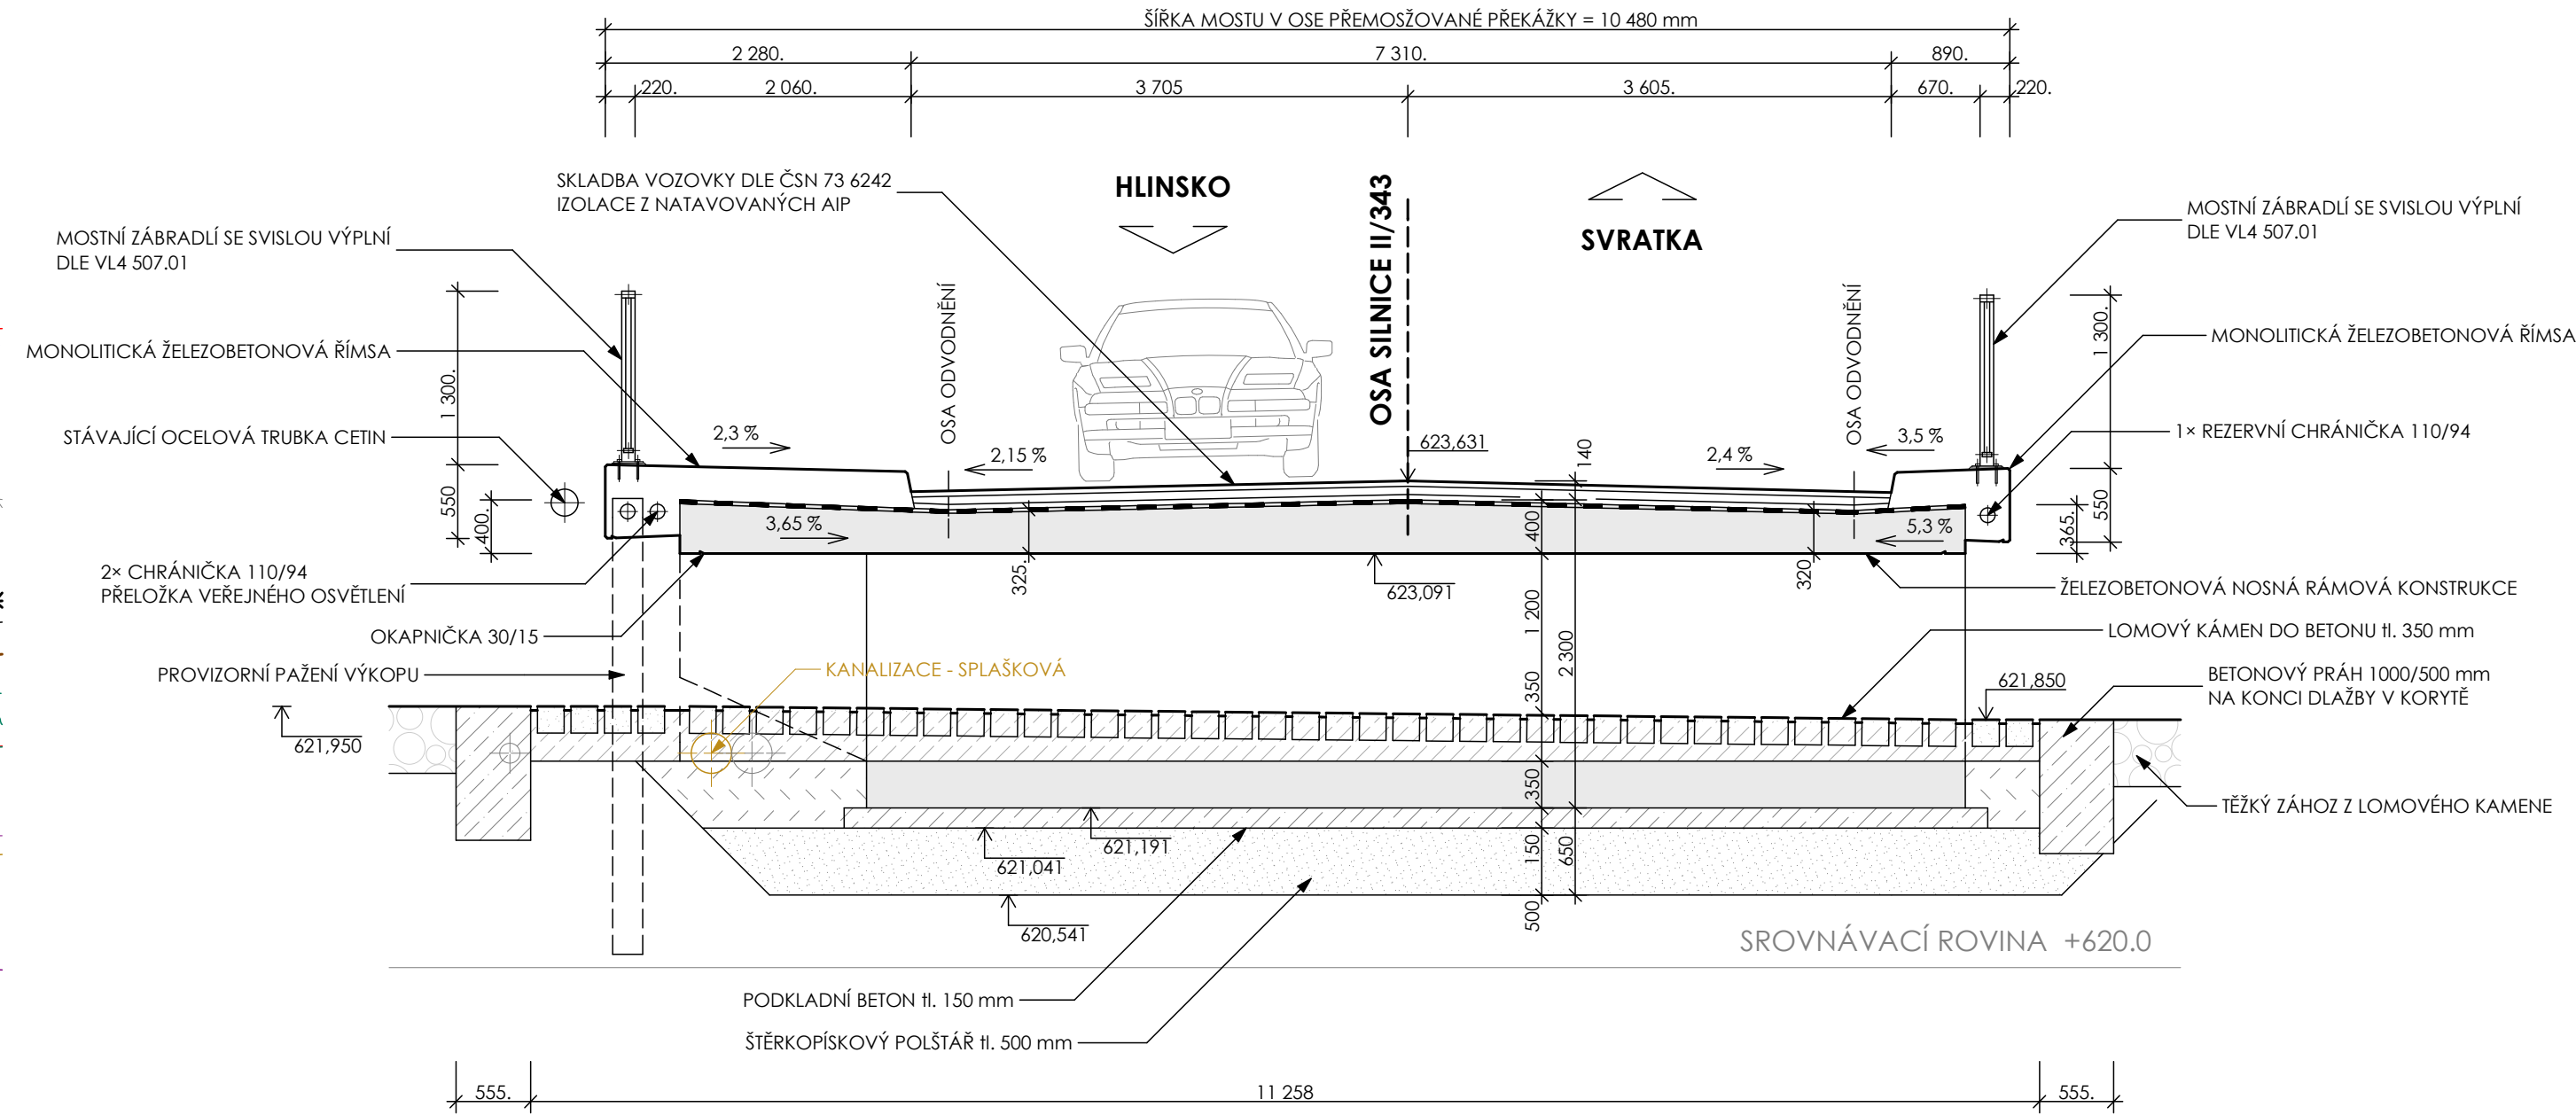 ŠÍŘKA MOSTU V OSE PŘEMOSŽOVANÉ PŘEKÁŽKY = 10 480 mm
2 280.
7 310.
890.
220.
2 060.
3 705
3 605.
670.
220.
SKLADBA VOZOVKY DLE ČSN 73 6242
IZOLACE Z NATAVOVANÝCH AIP
HLINSKO
OSA SILNICE II/343
SVRATKA
MOSTNÍ ZÁBRADLÍ SE SVISLOU VÝPLNÍ
DLE VL4 507.01
MOSTNÍ ZÁBRADLÍ SE SVISLOU VÝPLNÍ
DLE VL4 507.01
OSA ODVODNĚNÍ
OSA ODVODNĚNÍ
MONOLITICKÁ ŽELEZOBETONOVÁ ŘÍMSA
MONOLITICKÁ ŽELEZOBETONOVÁ ŘÍMSA
1 300.
1 300.
STÁVAJÍCÍ OCELOVÁ TRUBKA CETIN
1× REZERVNÍ CHRÁNIČKA 110/94
2,3 %
2,15 %
623,631
140
2,4 %
3,5 %
550
400.
3,65 %
325.
400
320
5,3 %
365.
550
2× CHRÁNIČKA 110/94
PŘELOŽKA VEŘEJNÉHO OSVĚTLENÍ
623,091
ŽELEZOBETONOVÁ NOSNÁ RÁMOVÁ KONSTRUKCE
OKAPNIČKA 30/15
1 200
2 300
LOMOVÝ KÁMEN DO BETONU tl. 350 mm
PROVIZORNÍ PAŽENÍ VÝKOPU
KANALIZACE - SPLAŠKOVÁ
350
621,850
BETONOVÝ PRÁH 1000/500 mm
NA KONCI DLAŽBY V KORYTĚ
621,950
350
TĚŽKÝ ZÁHOZ Z LOMOVÉHO KAMENE
621,191
621,041
150
650
620,541
500
SROVNÁVACÍ ROVINA +620.0
PODKLADNÍ BETON tl. 150 mm
ŠTĚRKOPÍSKOVÝ POLŠTÁŘ tl. 500 mm
555.
11 258
555.